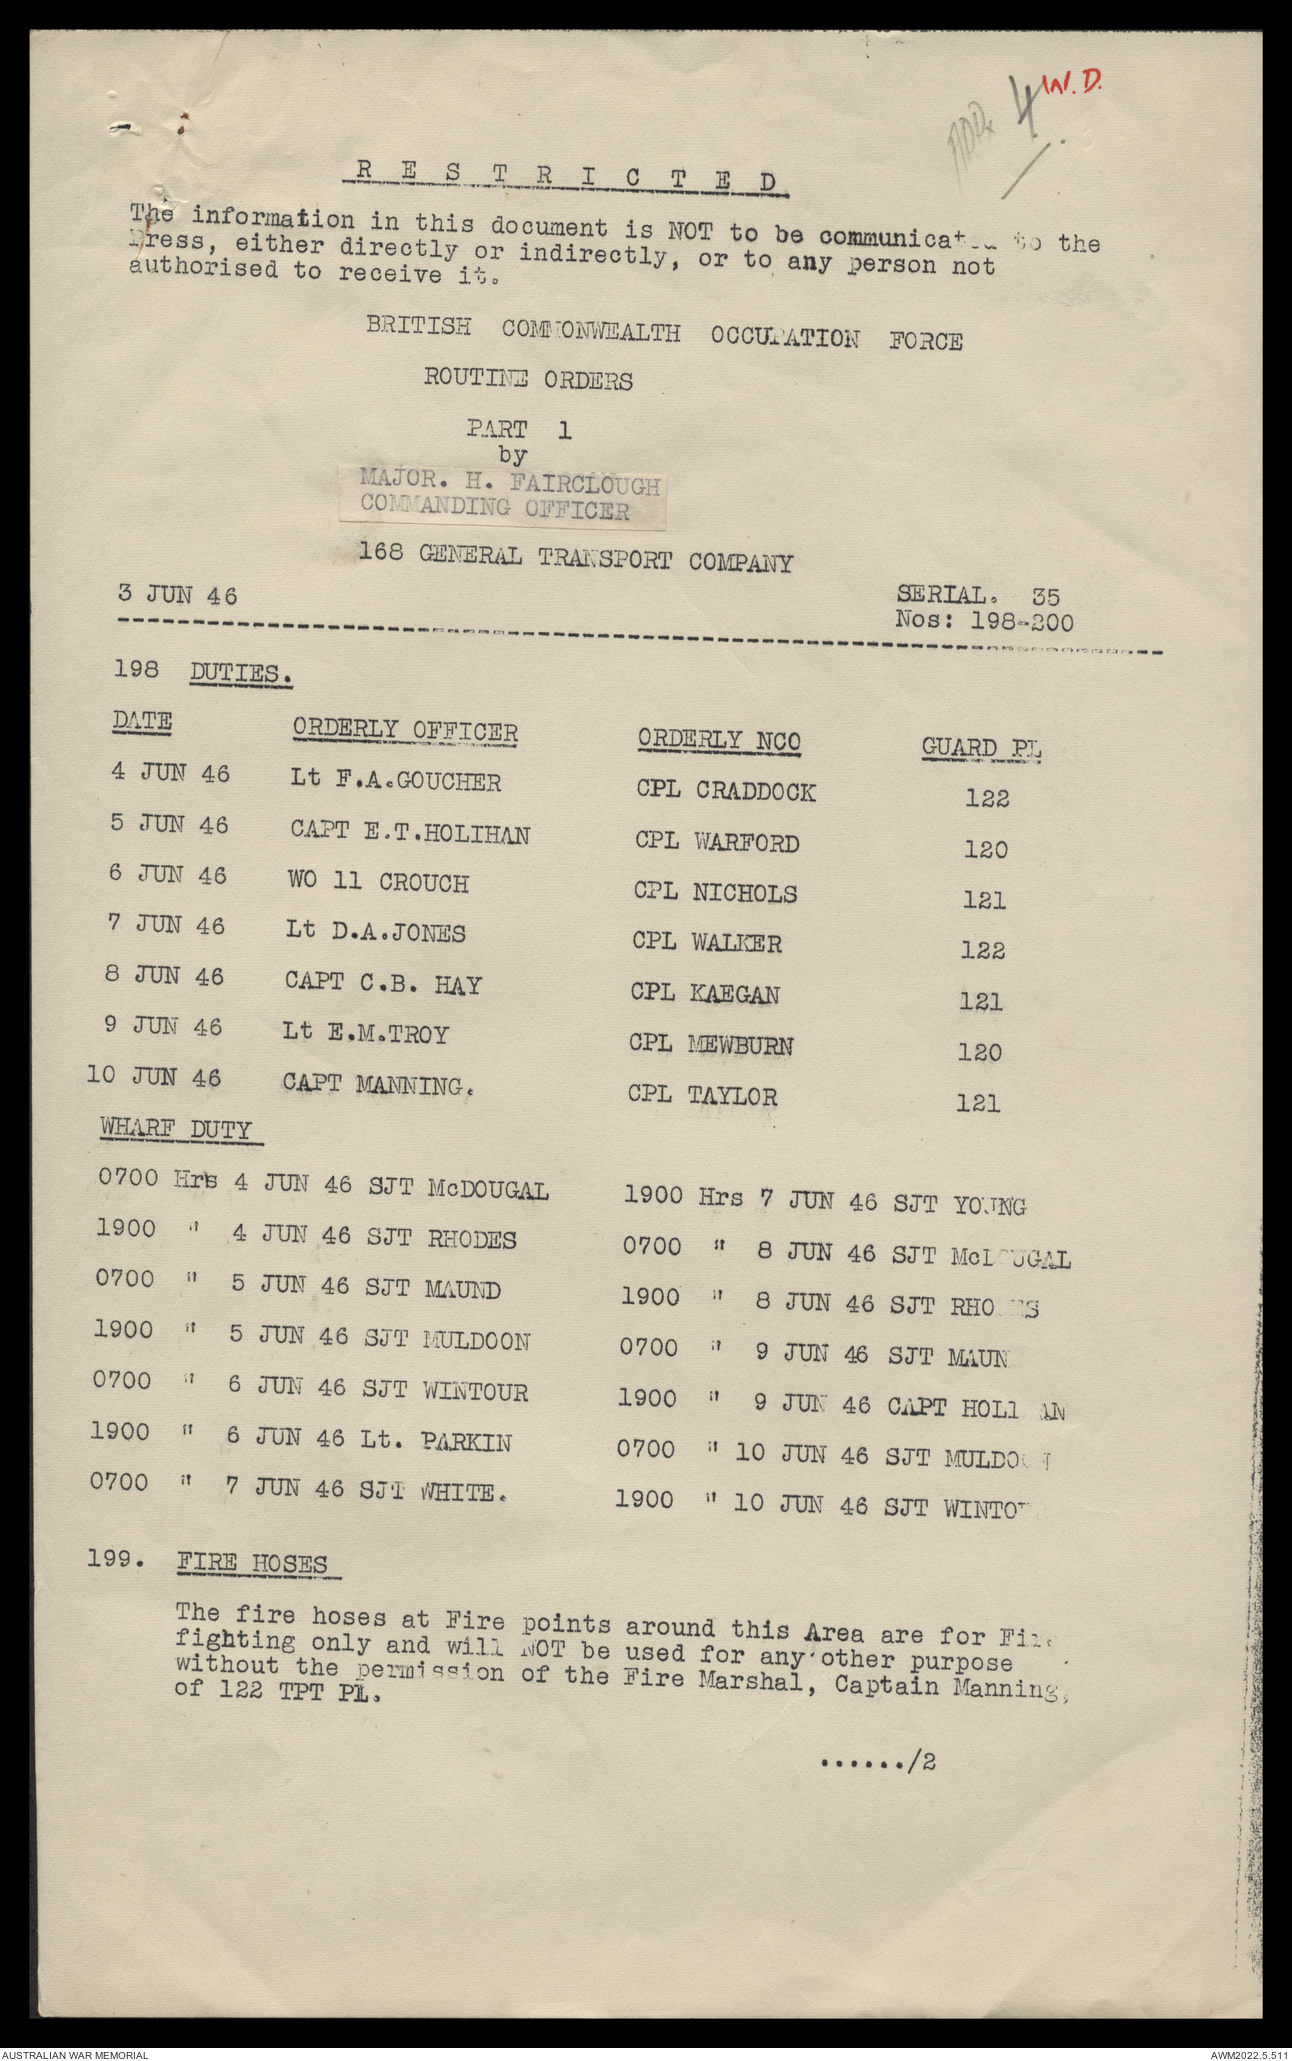 APPX 4 W.D.
RESTRICTED
The information in this document is NOT to be communicated to the
Press, either directly or indirectly, or to any person not
authorised to receive it.
BRITISH COMMONWEALTH OCCUPATION FORCE
ROUTINE ORDERS
PART 1
by
MAJOR. H. FAIRCLOUGH
COMMANDING OFFICER
168 GENERAL TRANSPORT COMPANY
3 JUN 46 SERIAL. 35
Nos: 198-200
198 DUTIES.
DATE ORDERLY OFFICER ORDERLY NCO GUARD PL
4 JUN 46 Lt F.A.GOUCHER CPL CRADDOCK 122
5 JUN 46 CAPT E.T.HOLIHAN CPL WARFORD 120
6 JUN 46 WO 11 CROUCH CPL NICHOLS 121
7 JUN 46 Lt D.A.JONES CPL WALKER 122
8 JUN 46 CAPT C.B. HAY CPL KAEGAN 121
9 JUN 46 Lt E.M.TROY CPL MEWBURN 120
10 JUN 46 CAPT MANNING. CPL TAYLOR 121
WHARF DUTY
0700 Hrs 4 JUN 46 SJT McDOUGAL 1900 Hrs 7 JUN 46 SJT YOUNG
1900 " 4 JUN 46 SJT RHODES 0700 " 8 JUN 46 SJT McDOUGAL
0700 " 5 JUN 46 SJT MAUND 1900 " 8 JUN 46 SJT RHODES
1900 " 5 JUN 46 SJT MULDOON 0700 " 9 JUN 46 SJT MAUN
0700 " 6 JUN 46 SJT WINTOUR 1900 " 9 JUN 46 CAPT HOLIHAN
1900 " 6 JUN 46 Lt. PARKIN 0700 " 10 JUN 46 SJT MULDOON
0700 " 7 JUN 46 SJT WHITE. 1900 " 10 JUN 46 SJT WINTOU
199. FIRE HOSES
The fire hoses at Fire points around this Area are for Fire
fighting only and will NOT be used for any other purpose
without the permission of the Fire Marshal, Captain Manning,
of 122 TPT PL.
....../2
AUSTRALIAN WAR MEMORIAL AWM2022.5.511